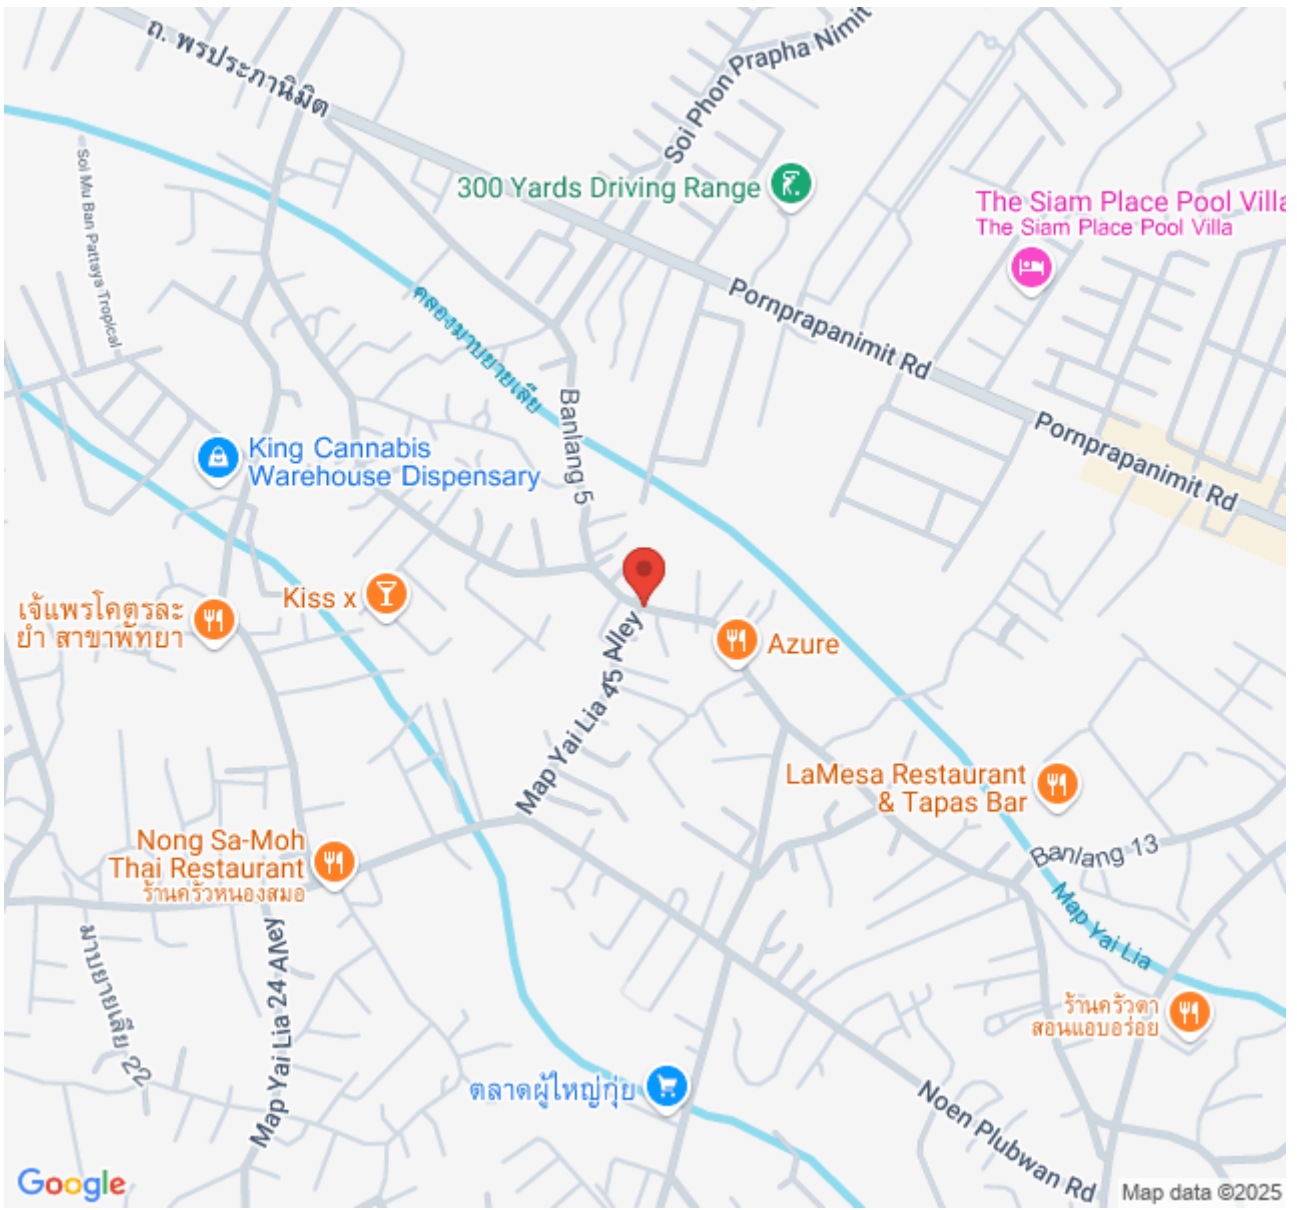 ถ. พรประภานิมิต
Soi Phon Prapha Nimit
Soi Mu Ban Pattaya Tropical
300 Yards Driving Range
The Siam Place Pool Villa
The Siam Place Pool Villa
คลองมาบยายเลีย
Pornprapanimit Rd
Pornprapanimit Rd
Banlang 5
King Cannabis
Warehouse Dispensary
Kiss x
เจ๊แพรโคตรละ
ยำ สาขาพัทยา
Azure
Map Yai Lia 45 Alley
LaMesa Restaurant
& Tapas Bar
Nong Sa-Moh
Thai Restaurant
ร้านครัวหนองสมอ
Banlang 13
Map Yai Lia
มาบยายเลีย 22
Map Yai Lia 24 Alley
ร้านครัวตา
สอนแอบอร่อย
ตลาดผู้ใหญ่กุ่ย
Noen Plubwan Rd
Google
Map data ©2025